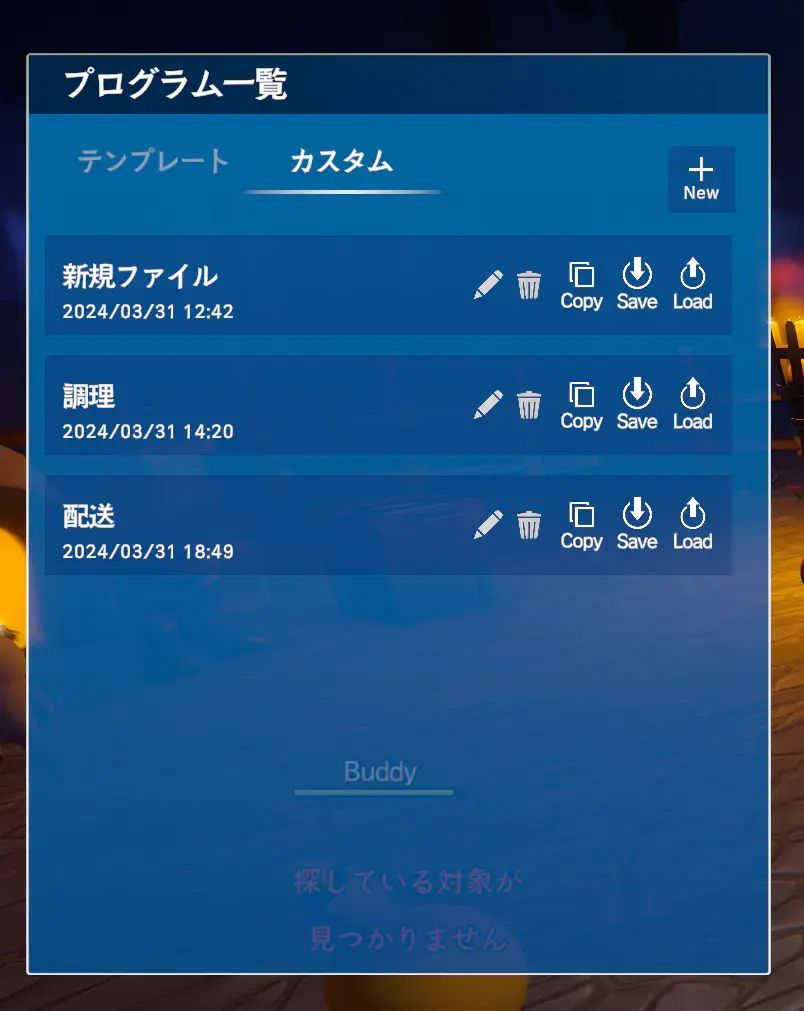 プログラム一覧
テンプレート カスタム
New
新規ファイル
2024/03/31 12:42
Copy Save Load
調理
2024/03/31 14:20
Copy Save Load
配送
2024/03/31 18:49
Copy Save Load
Buddy
探している対象が
見つかりません